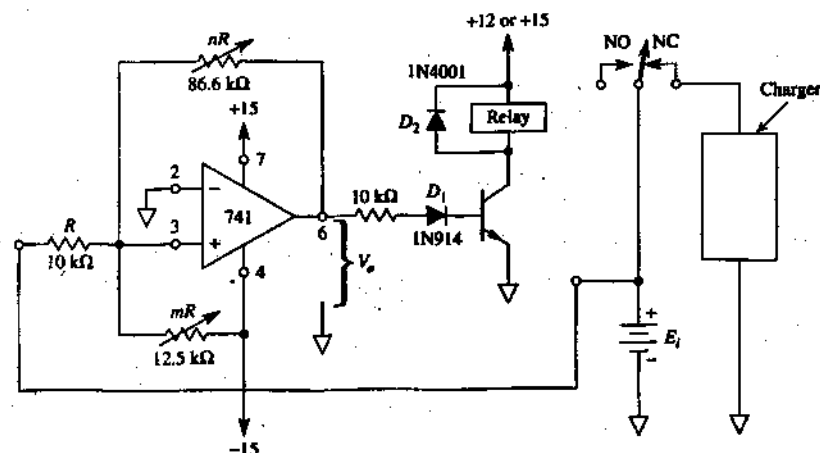 +12 or +15
nR
86.6 kΩ
1N4001
NO
NC
Charger
+15
D2
Relay
7
2
−
741
10 kΩ
D1
R
3
+
6
1N914
10 kΩ
4
Vo
mR
12.5 kΩ
+
Ei
-
−15